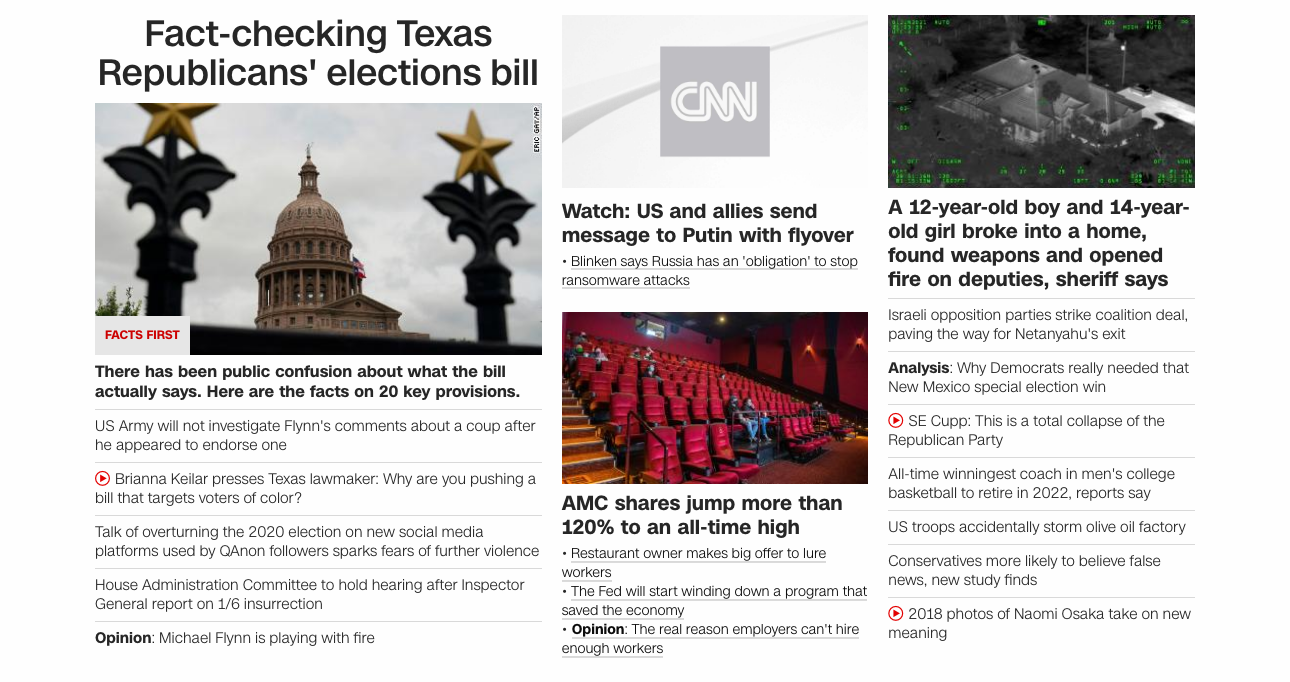 Fact-checking Texas
Republicans' elections bill
ERIC GAY/AP
FACTS FIRST
There has been public confusion about what the bill
actually says. Here are the facts on 20 key provisions.
US Army will not investigate Flynn's comments about a coup after
he appeared to endorse one
Brianna Keilar presses Texas lawmaker: Why are you pushing a
bill that targets voters of color?
Talk of overturning the 2020 election on new social media
platforms used by QAnon followers sparks fears of further violence
House Administration Committee to hold hearing after Inspector
General report on 1/6 insurrection
Opinion: Michael Flynn is playing with fire
CNN
Watch: US and allies send
message to Putin with flyover
• Blinken says Russia has an 'obligation' to stop
ransomware attacks
AMC shares jump more than
120% to an all-time high
• Restaurant owner makes big offer to lure
workers
• The Fed will start winding down a program that
saved the economy
• Opinion: The real reason employers can't hire
enough workers
A 12-year-old boy and 14-year-
old girl broke into a home,
found weapons and opened
fire on deputies, sheriff says
Israeli opposition parties strike coalition deal,
paving the way for Netanyahu's exit
Analysis: Why Democrats really needed that
New Mexico special election win
SE Cupp: This is a total collapse of the
Republican Party
All-time winningest coach in men's college
basketball to retire in 2022, reports say
US troops accidentally storm olive oil factory
Conservatives more likely to believe false
news, new study finds
2018 photos of Naomi Osaka take on new
meaning